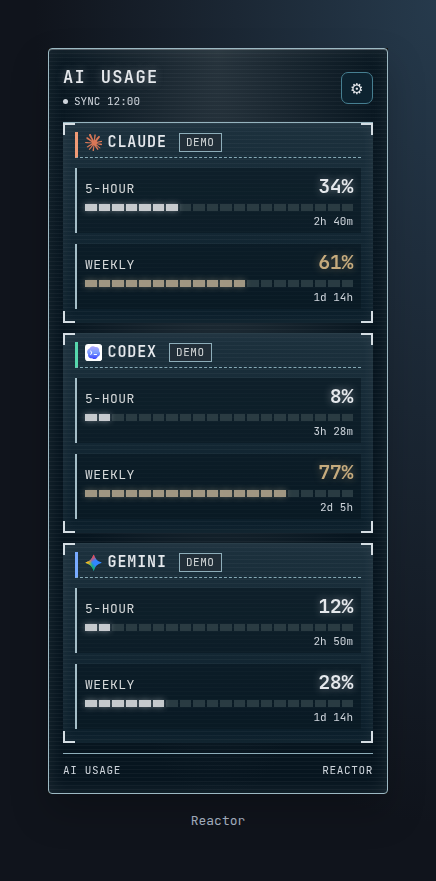 AI USAGE
SYNC 12:00
CLAUDE DEMO
5-HOUR 34%
2h 40m
WEEKLY 61%
1d 14h
CODEX DEMO
5-HOUR 8%
3h 28m
WEEKLY 77%
2d 5h
GEMINI DEMO
5-HOUR 12%
2h 50m
WEEKLY 28%
1d 14h
AI USAGE REACTOR
Reactor